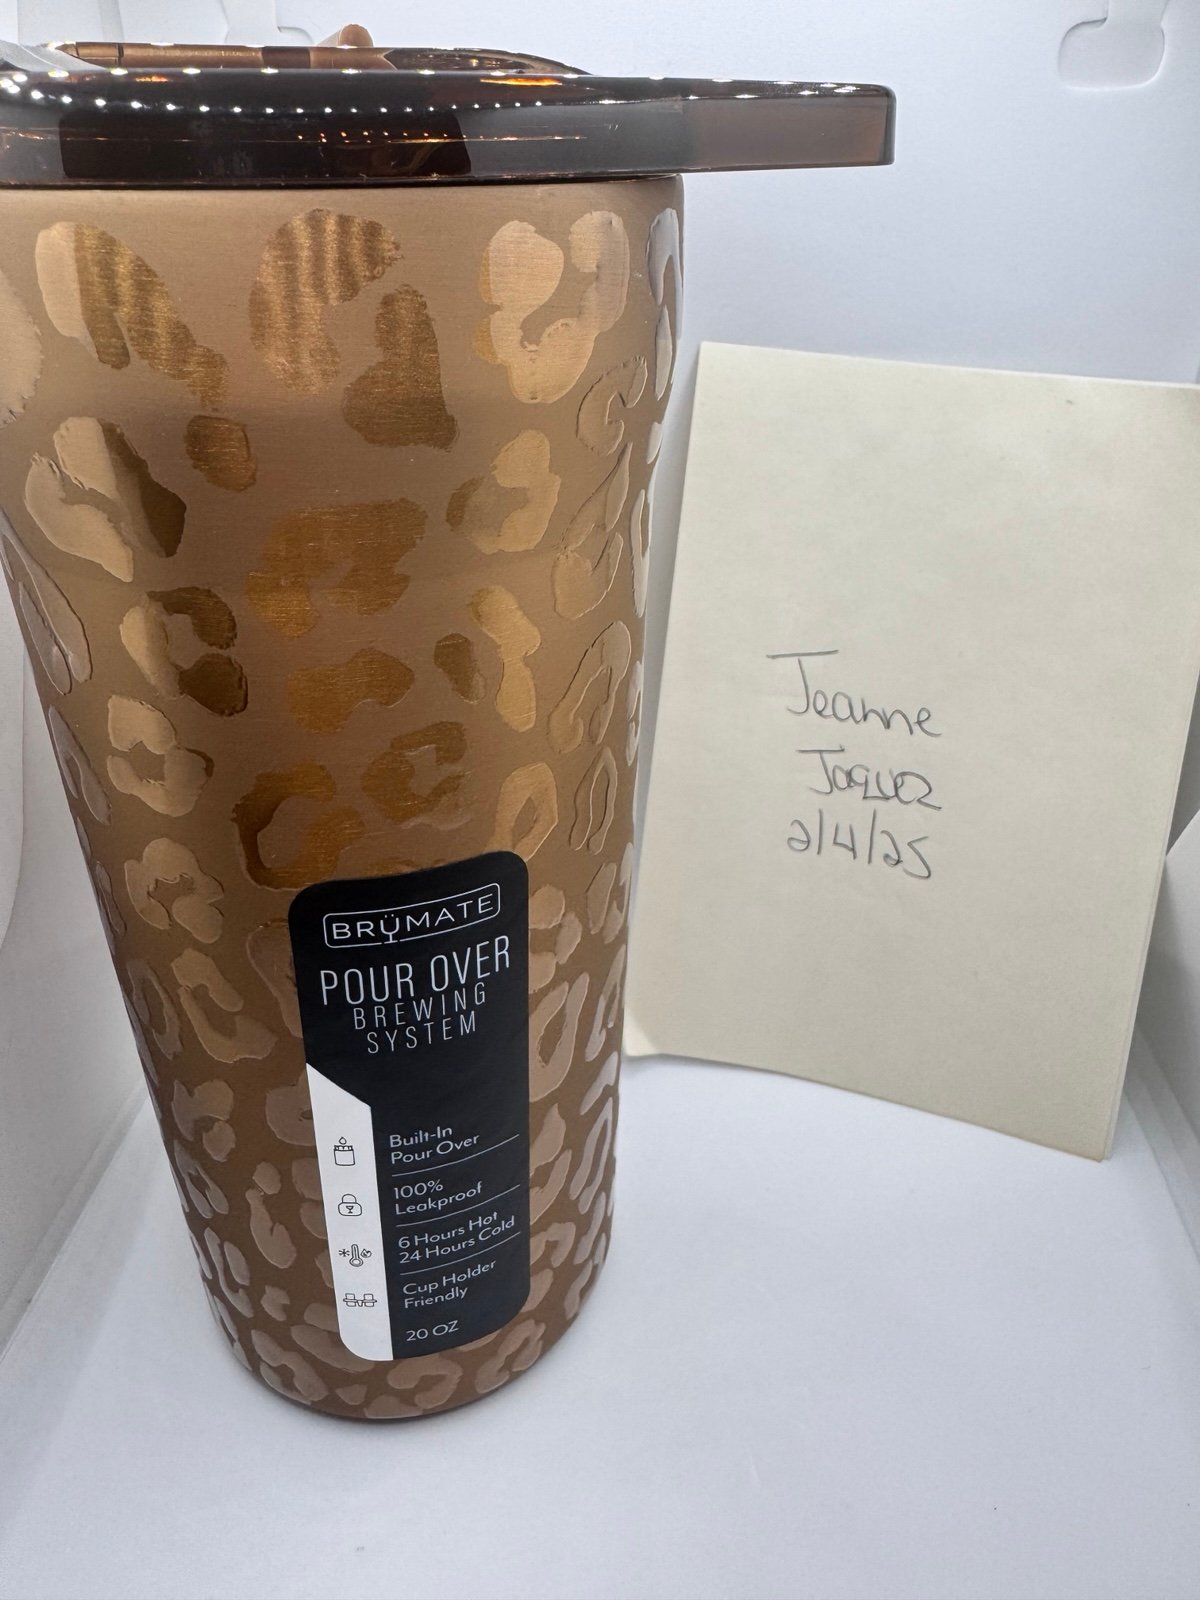 BRÜMATE
POUR OVER
BREWING
SYSTEM
Built-In
Pour Over
100%
Leakproof
6 Hours Hot
24 Hours Cold
Cup Holder
Friendly
20 OZ
Jeanne
Jaquez
2/4/25